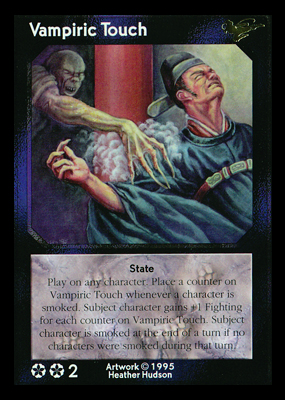 Vampiric Touch
State
Play on any character. Place a counter on
Vampiric Touch whenever a character is
smoked. Subject character gains +1 Fighting
for each counter on Vampiric Touch. Subject
character is smoked at the end of a turn if no
characters were smoked during that turn.
2
Artwork © 1995
Heather Hudson